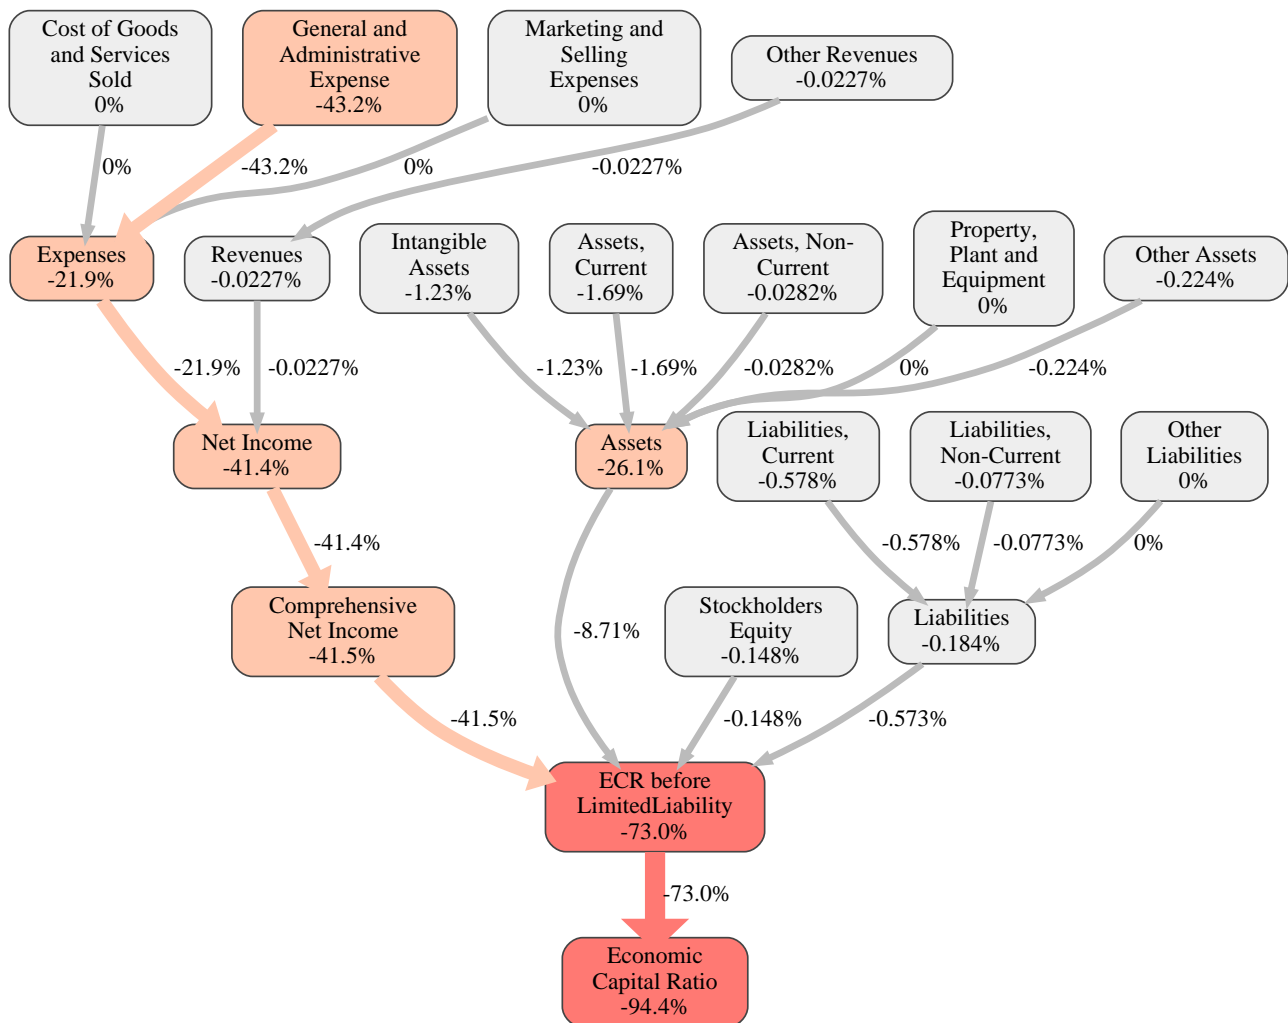 Cost of Goods
and Services
Sold
0%
General and
Administrative
Expense
-43.2%
Marketing and
Selling
Expenses
0%
Other Revenues
-0.0227%
0%
-43.2%
0%
-0.0227%
Expenses
-21.9%
Revenues
-0.0227%
Intangible
Assets
-1.23%
Assets,
Current
-1.69%
Assets, Non-
Current
-0.0282%
Property,
Plant and
Equipment
0%
Other Assets
-0.224%
-21.9%
-0.0227%
-1.23%
-1.69%
-0.0282%
0%
-0.224%
Net Income
-41.4%
Assets
-26.1%
Liabilities,
Current
-0.578%
Liabilities,
Non-Current
-0.0773%
Other
Liabilities
0%
-41.4%
-0.578%
-0.0773%
0%
Comprehensive
Net Income
-41.5%
-8.71%
Stockholders
Equity
-0.148%
Liabilities
-0.184%
-41.5%
-0.148%
-0.573%
ECR before
LimitedLiability
-73.0%
-73.0%
Economic
Capital Ratio
-94.4%